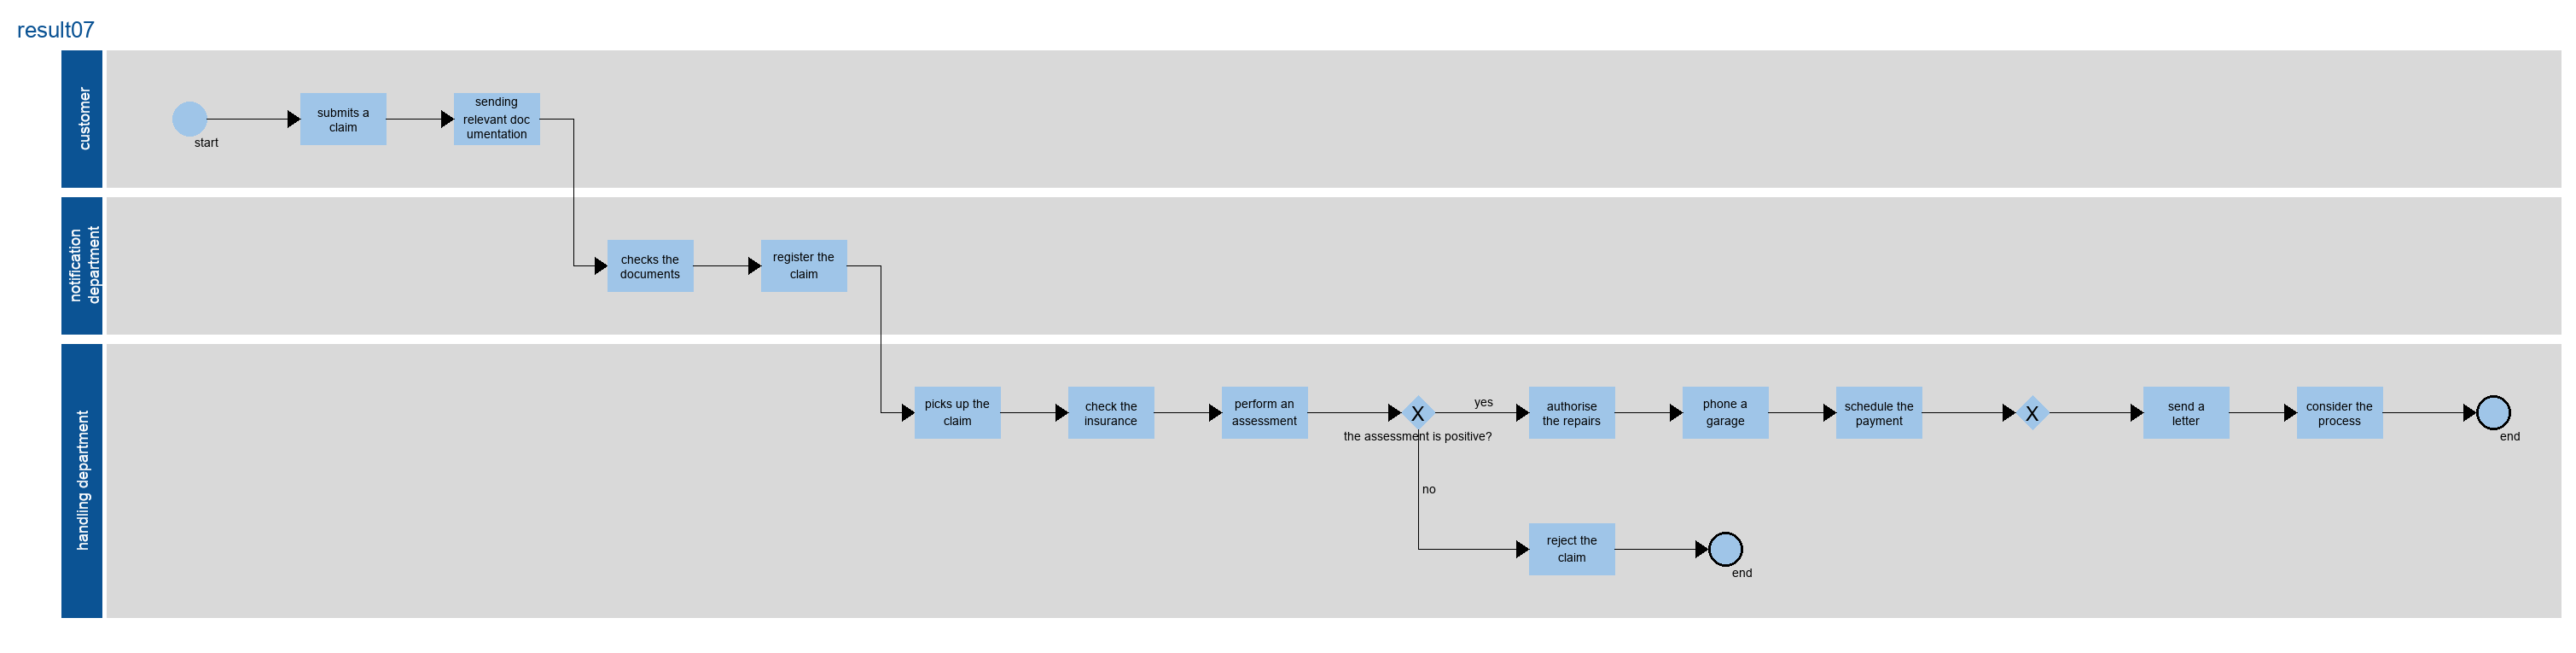 result07
customer
start
submits a
claim
sending
relevant doc
umentation
notification
department
checks the
documents
register the
claim
handling department
picks up the
claim
check the
insurance
perform an
assessment
X
the assessment is positive?
yes
no
authorise
the repairs
phone a
garage
schedule the
payment
X
send a
letter
consider the
process
end
reject the
claim
end